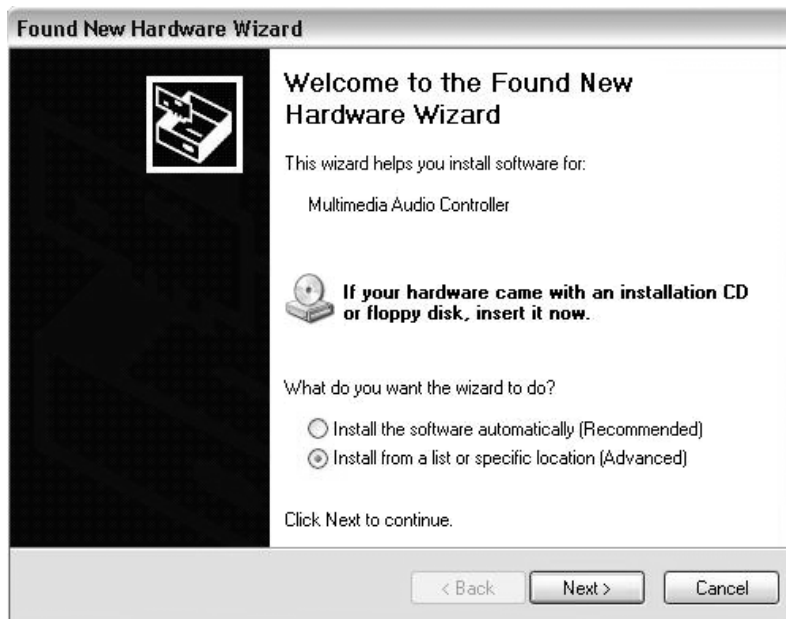 Found New Hardware Wizard
Welcome to the Found New
Hardware Wizard
This wizard helps you install software for:
Multimedia Audio Controller
If your hardware came with an installation CD
or floppy disk, insert it now.
What do you want the wizard to do?
Install the software automatically (Recommended)
Install from a list or specific location (Advanced)
Click Next to continue.
< Back Next > Cancel